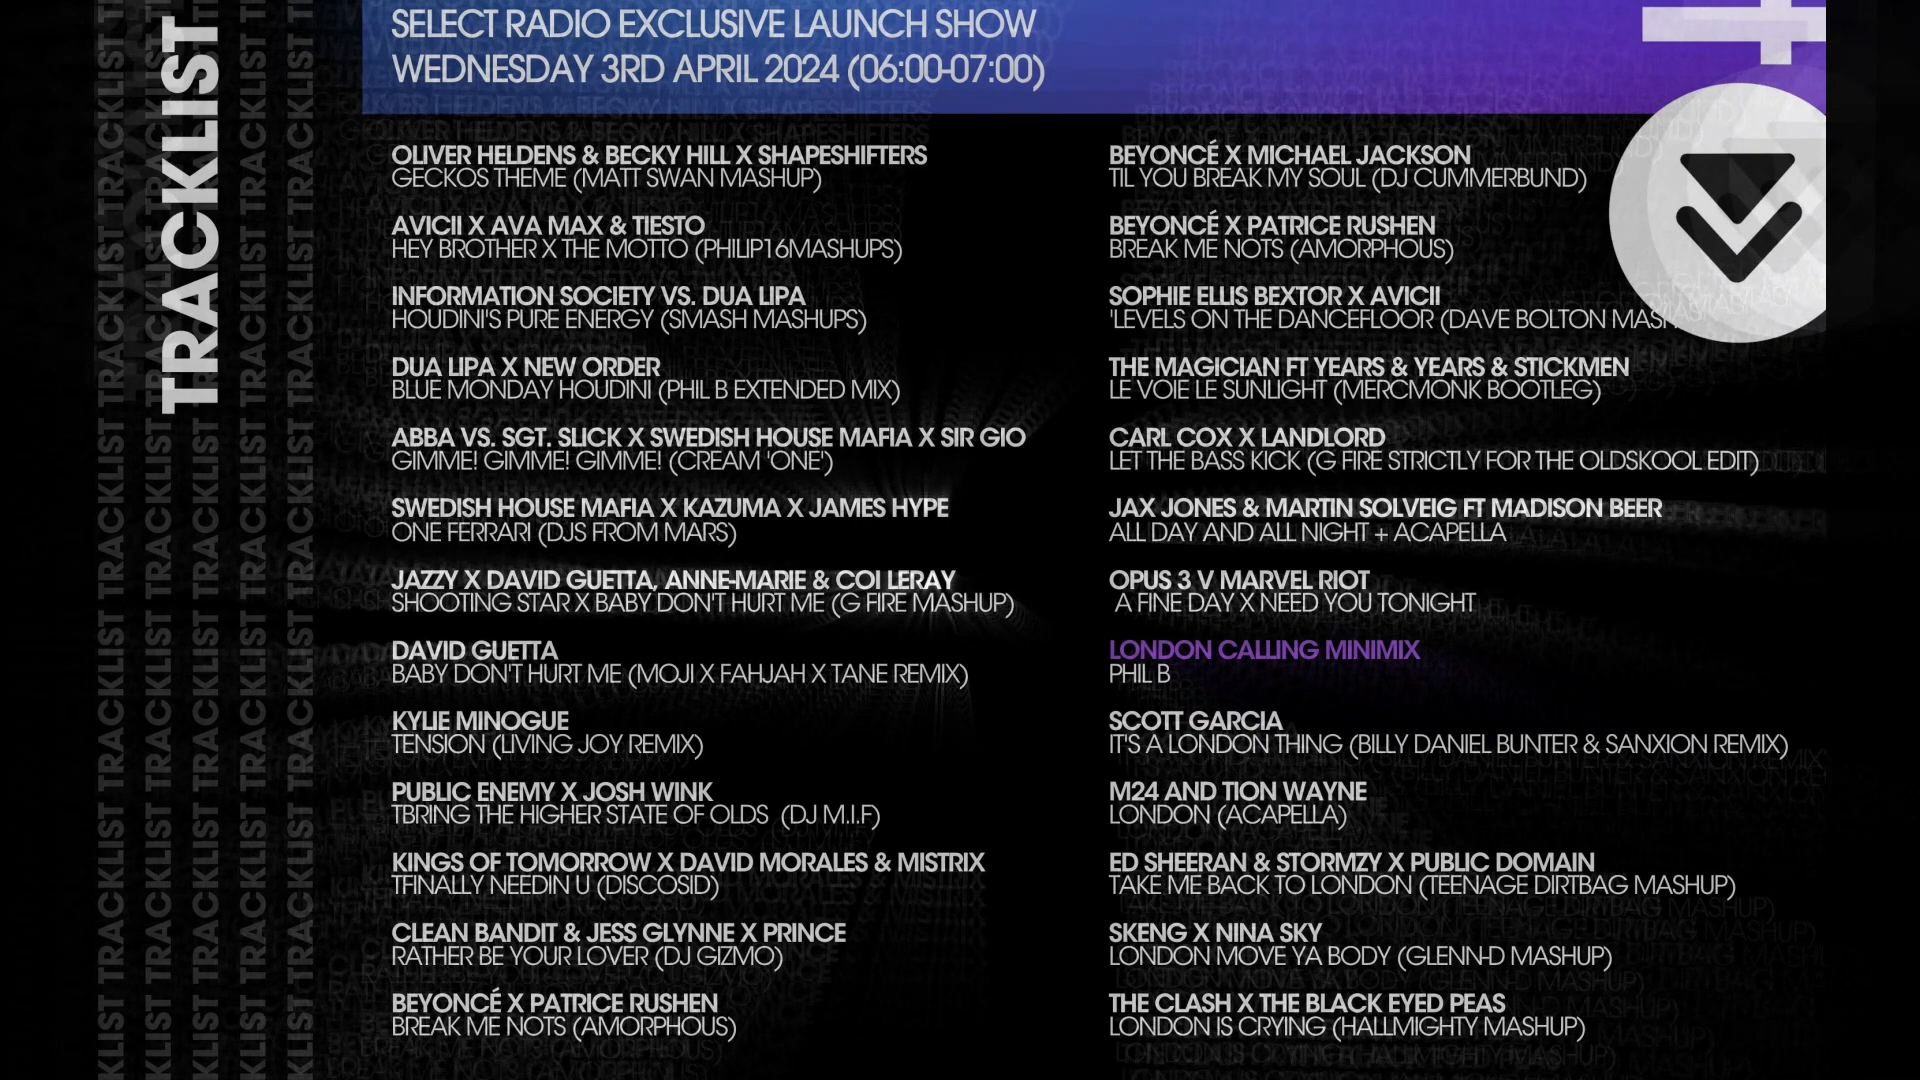 TRACKLIST
SELECT RADIO EXCLUSIVE LAUNCH SHOW
WEDNESDAY 3RD APRIL 2024 (06:00-07:00)
OLIVER HELDENS & BECKY HILL X SHAPESHIFTERS
GECKOS THEME (MATT SWAN MASHUP)
AVICII X AVA MAX & TIESTO
HEY BROTHER X THE MOTTO (PHILIP16MASHUPS)
INFORMATION SOCIETY VS. DUA LIPA
HOUDINI'S PURE ENERGY (SMASH MASHUPS)
DUA LIPA X NEW ORDER
BLUE MONDAY HOUDINI (PHIL B EXTENDED MIX)
ABBA VS. SGT. SLICK X SWEDISH HOUSE MAFIA X SIR GIO
GIMME! GIMME! GIMME! (CREAM 'ONE')
SWEDISH HOUSE MAFIA X KAZUMA X JAMES HYPE
ONE FERRARI (DJS FROM MARS)
JAZZY X DAVID GUETTA, ANNE-MARIE & COI LERAY
SHOOTING STAR X BABY DON'T HURT ME (G FIRE MASHUP)
DAVID GUETTA
BABY DON'T HURT ME (MOJI X FAHJAH X TANE REMIX)
KYLIE MINOGUE
TENSION (LIVING JOY REMIX)
PUBLIC ENEMY X JOSH WINK
TBRING THE HIGHER STATE OF OLDS (DJ M.I.F)
KINGS OF TOMORROW X DAVID MORALES & MISTRIX
TFINALLY NEEDIN U (DISCOSID)
CLEAN BANDIT & JESS GLYNNE X PRINCE
RATHER BE YOUR LOVER (DJ GIZMO)
BEYONCÉ X PATRICE RUSHEN
BREAK ME NOTS (AMORPHOUS)
BEYONCÉ X MICHAEL JACKSON
TIL YOU BREAK MY SOUL (DJ CUMMERBUND)
BEYONCÉ X PATRICE RUSHEN
BREAK ME NOTS (AMORPHOUS)
SOPHIE ELLIS BEXTOR X AVICII
'LEVELS ON THE DANCEFLOOR (DAVE BOLTON
THE MAGICIAN FT YEARS & YEARS & STICKMEN
LE VOIE LE SUNLIGHT (MERCMONK BOOTLEG)
CARL COX X LANDLORD
LET THE BASS KICK (G FIRE STRICTLY FOR THE OLDSKOOL EDIT)
JAX JONES & MARTIN SOLVEIG FT MADISON BEER
ALL DAY AND ALL NIGHT + ACAPELLA
OPUS 3 V MARVEL RIOT
A FINE DAY X NEED YOU TONIGHT
LONDON CALLING MINIMIX
PHIL B
SCOTT GARCIA
IT'S A LONDON THING (BILLY DANIEL BUNTER & SANXION REMIX)
M24 AND TION WAYNE
LONDON (ACAPELLA)
ED SHEERAN & STORMZY X PUBLIC DOMAIN
TAKE ME BACK TO LONDON (TEENAGE DIRTBAG MASHUP)
SKENG X NINA SKY
LONDON MOVE YA BODY (GLENN-D MASHUP)
THE CLASH X THE BLACK EYED PEAS
LONDON IS CRYING (HALLMIGHTY MASHUP)